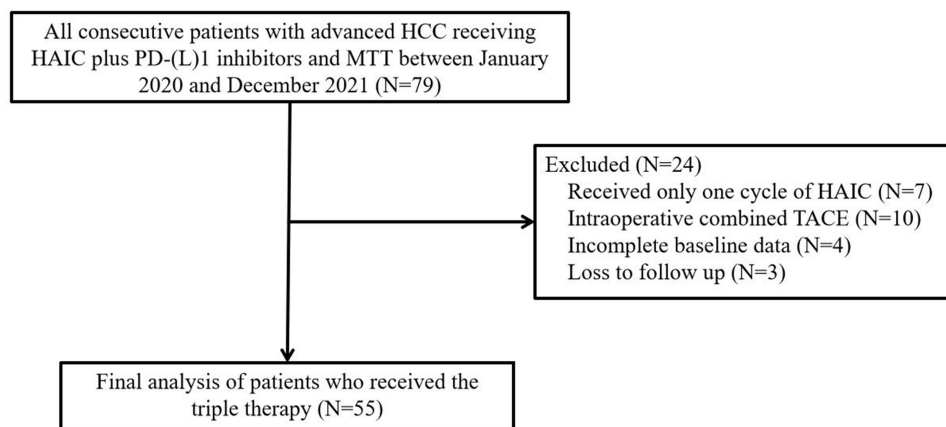 All consecutive patients with advanced HCC receiving
HAIC plus PD-(L)1 inhibitors and MTT between January
2020 and December 2021 (N=79)
Excluded (N=24)
Received only one cycle of HAIC (N=7)
Intraoperative combined TACE (N=10)
Incomplete baseline data (N=4)
Loss to follow up (N=3)
Final analysis of patients who received the
triple therapy (N=55)